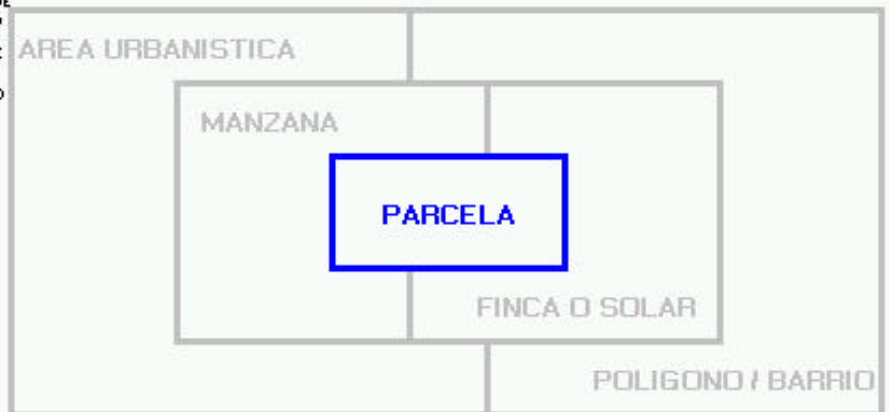 AREA URBANISTICA
MANZANA
PARCELA
FINCA O SOLAR
POLIGONO / BARRIO